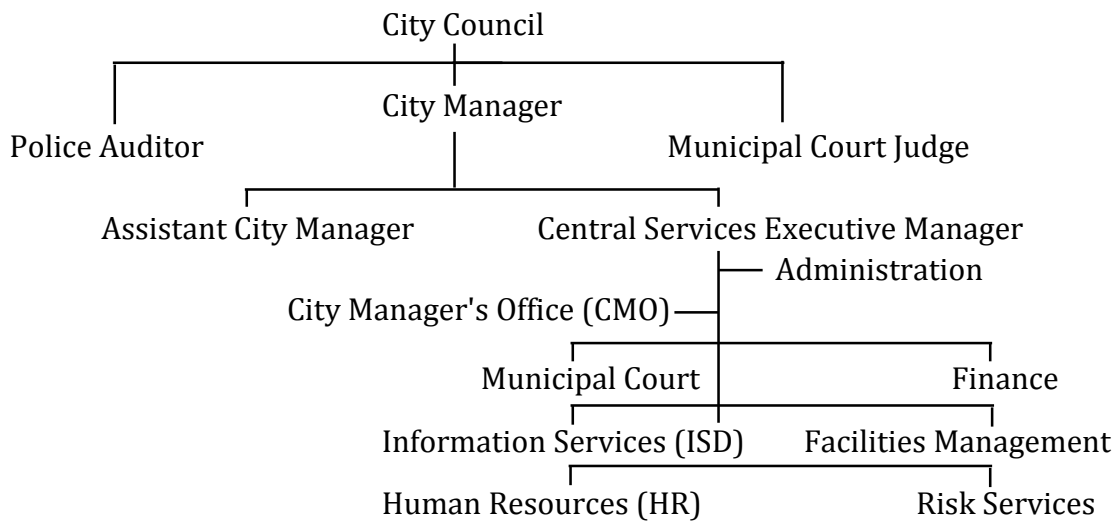 City Council
City Manager
Police Auditor
Municipal Court Judge
Assistant City Manager
Central Services Executive Manager
Administration
City Manager's Office (CMO)
Municipal Court
Finance
Information Services (ISD)
Facilities Management
Human Resources (HR)
Risk Services